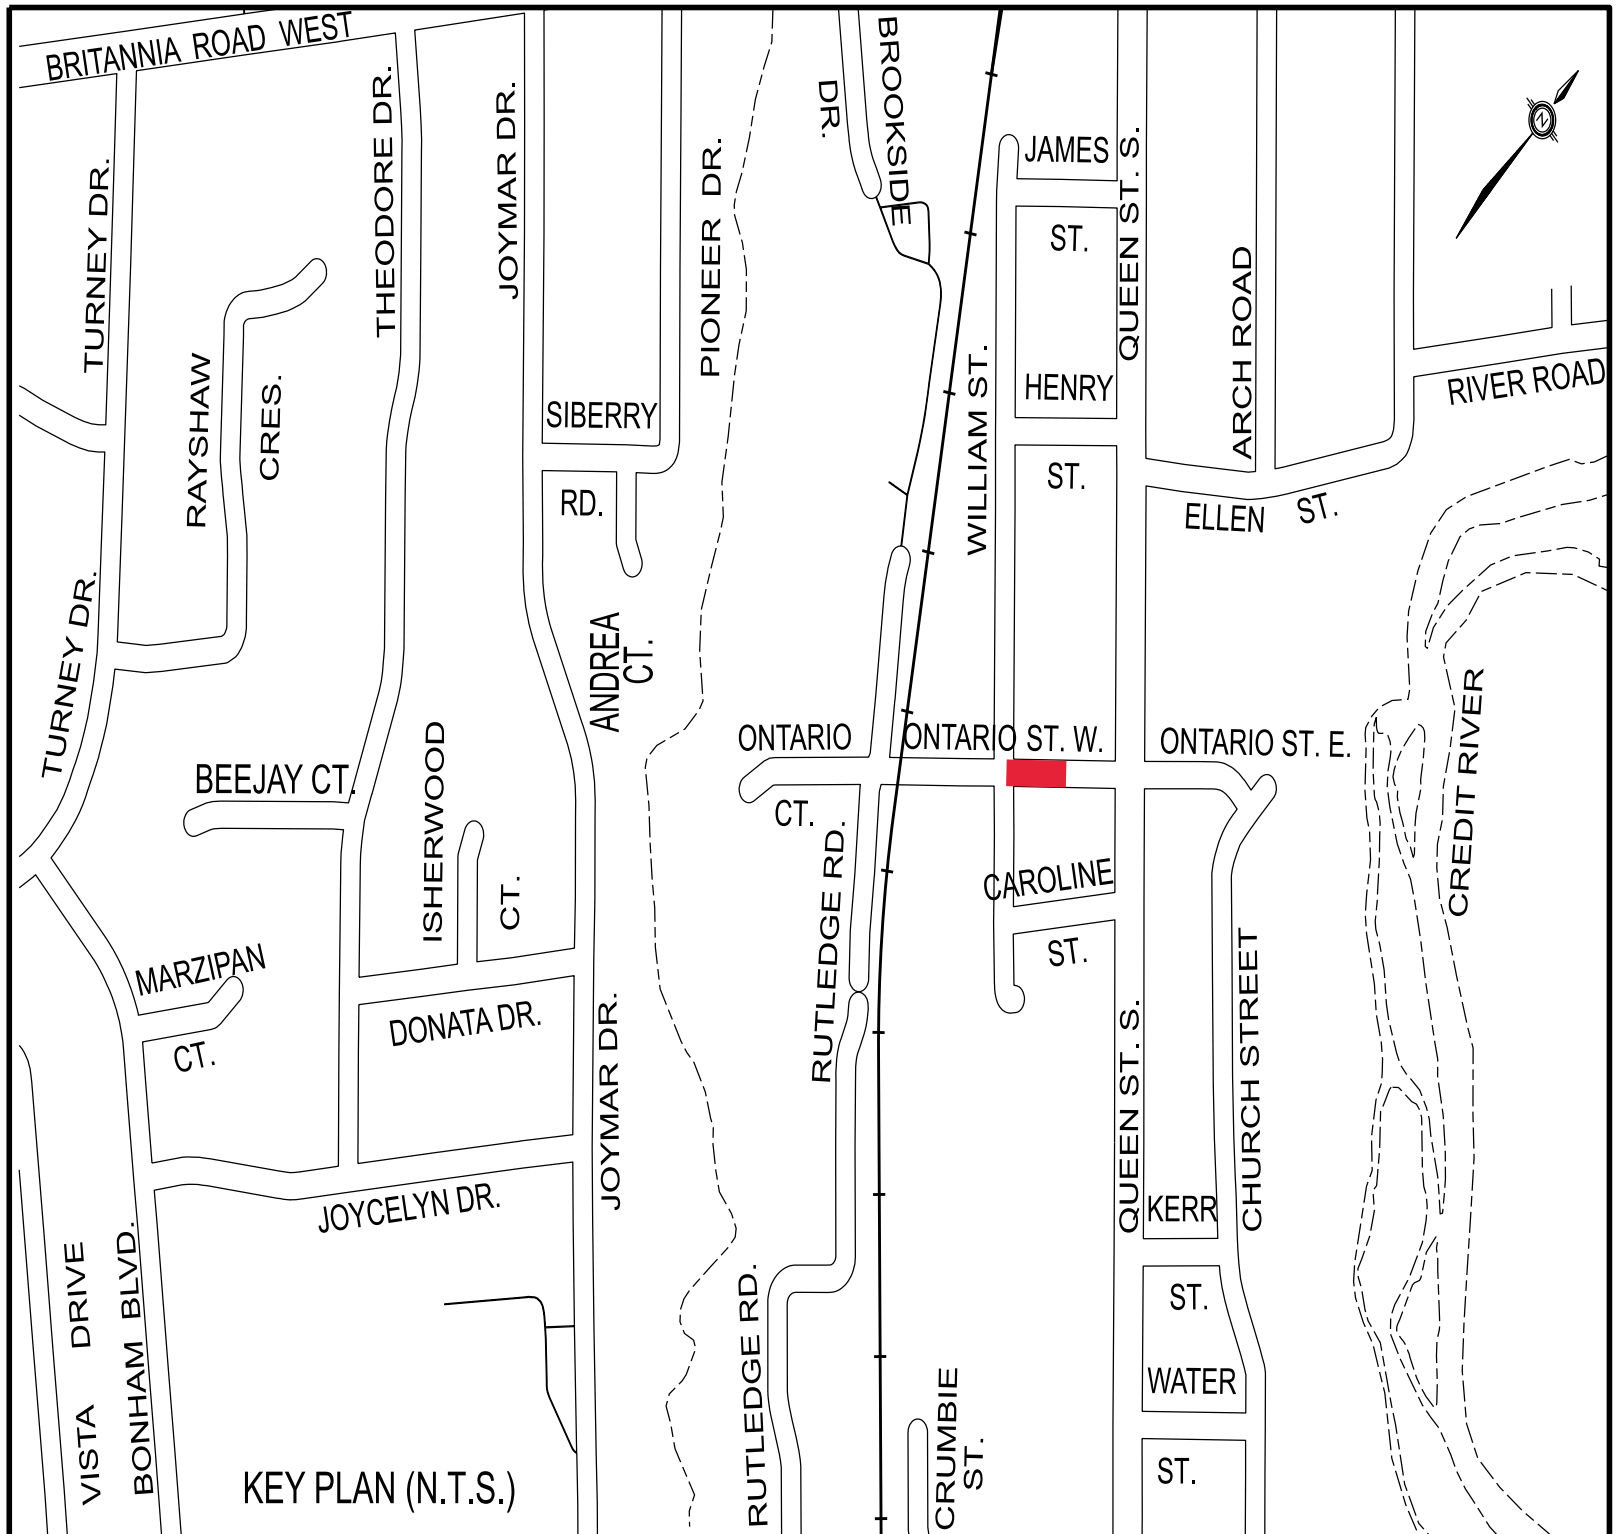 BRITANNIA ROAD WEST
TURNEY DR.
THEODORE DR.
JOYMAR DR.
PIONEER DR.
BROOKSIDE
DR.
JAMES
ST.
QUEEN ST. S.
ARCH ROAD
N
RIVER ROAD
RAYSHAW
CRES.
SIBERRY
RD.
WILLIAM ST.
HENRY
ST.
ELLEN ST.
TURNEY DR.
ANDREA
CT.
BEEJAY CT.
ISHERWOOD
CT.
ONTARIO
CT.
ONTARIO ST. W.
ONTARIO ST. E.
CREDIT RIVER
RUTLEDGE RD.
CAROLINE
ST.
MARZIPAN
CT.
DONATA DR.
JOYMAR DR.
QUEEN ST. S.
CHURCH STREET
JOYCELYN DR.
KERR
ST.
VISTA DRIVE
BONHAM BLVD.
RUTLEDGE RD.
WATER
ST.
CRUMBIE
ST.
KEY PLAN (N.T.S.)